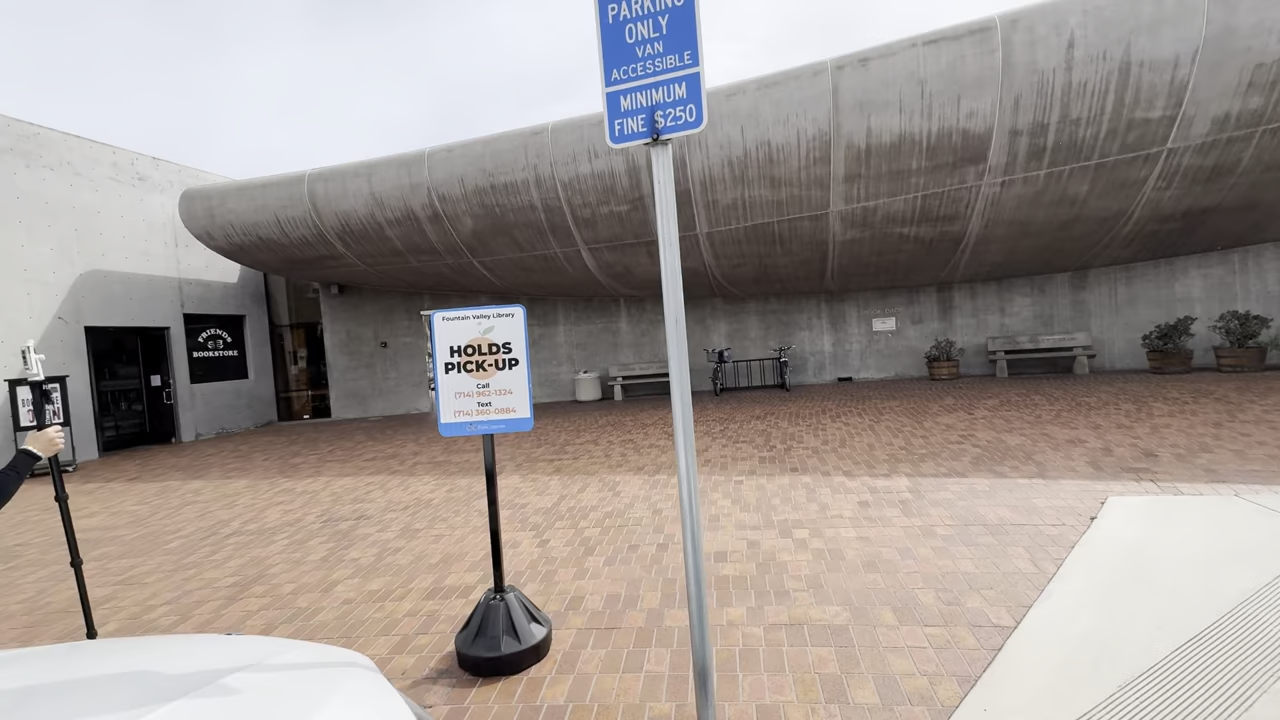 PARKING
ONLY
VAN
ACCESSIBLE
MINIMUM
FINE $250
Fountain Valley Library
HOLDS
PICK-UP
Call
(714) 962-1324
Text
(714) 360-0884
FRIENDS
BOOKSTORE